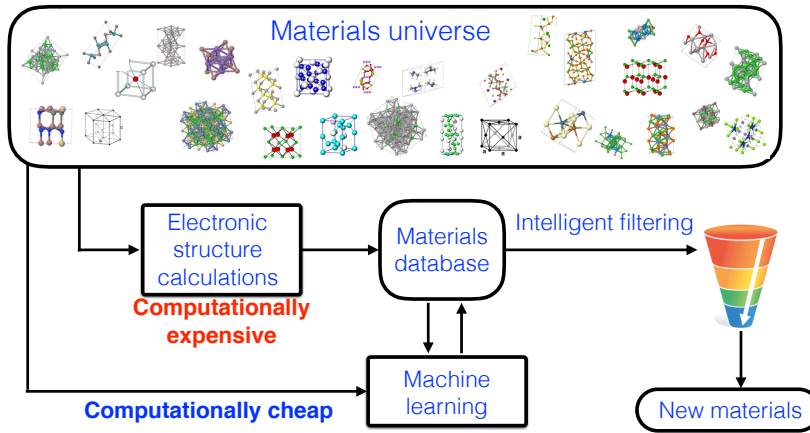 Materials universe
Electronic
structure
calculations
Computationally
expensive
Materials
database
Intelligent filtering
Computationally cheap
Machine
learning
New materials